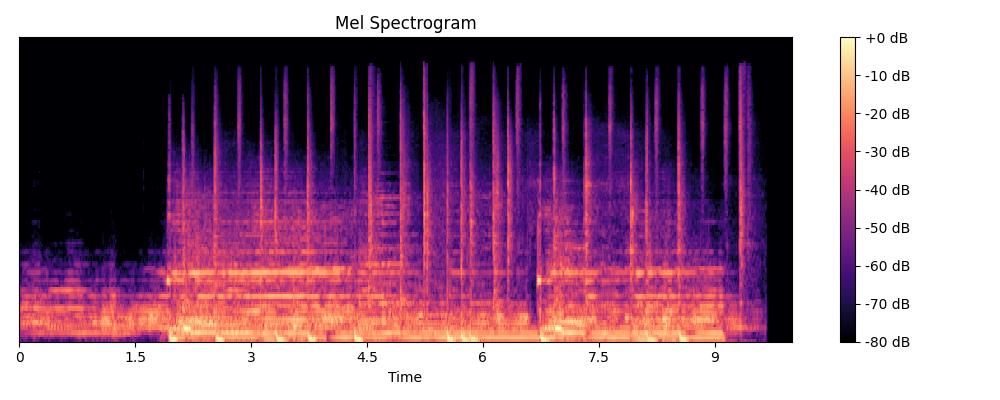 Mel Spectrogram
+0 dB
-10 dB
-20 dB
-30 dB
-40 dB
-50 dB
-60 dB
-70 dB
-80 dB
0 1.5 3 4.5 6 7.5 9
Time